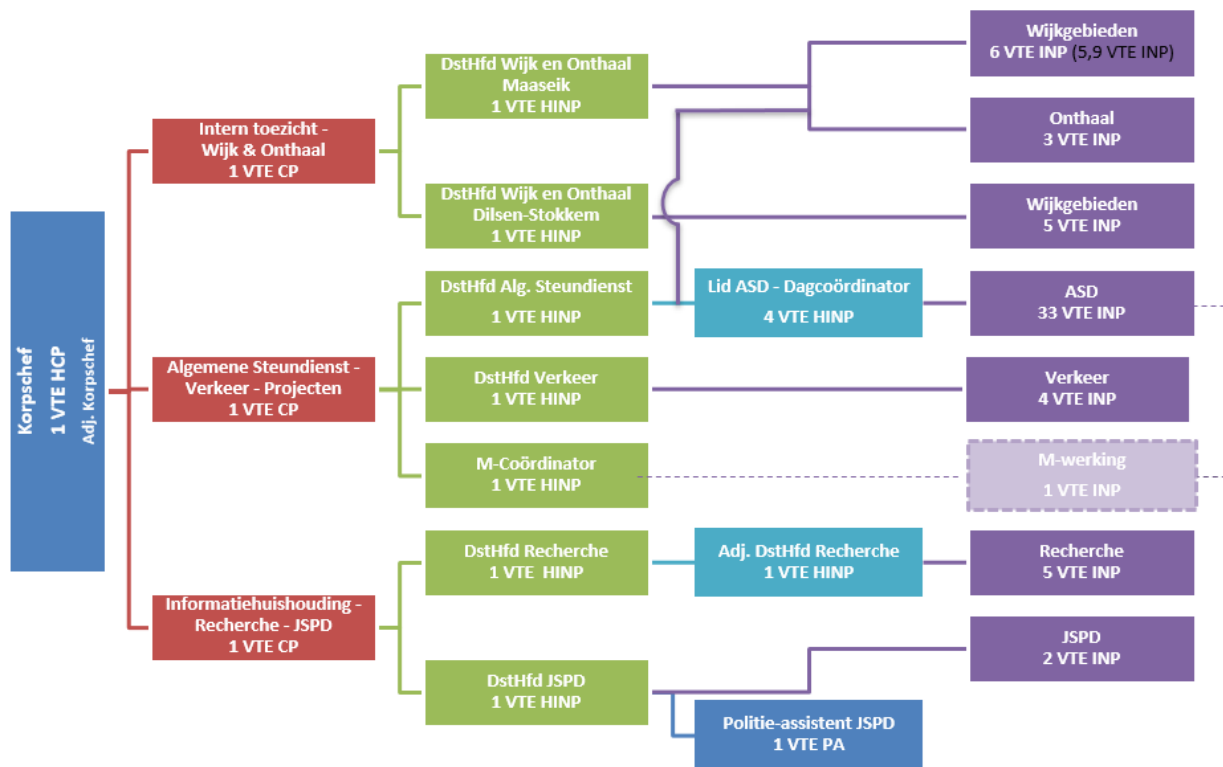 Korpschef
1 VTE HCP
Adj. Korpschef
Intern toezicht -
Wijk & Onthaal
1 VTE CP
DstHfd Wijk en Onthaal
Maaseik
1 VTE HINP
Wijkgebieden
6 VTE INP (5,9 VTE INP)
Onthaal
3 VTE INP
DstHfd Wijk en Onthaal
Dilsen-Stokkem
1 VTE HINP
Wijkgebieden
5 VTE INP
Algemene Steundienst -
Verkeer - Projecten
1 VTE CP
DstHfd Alg. Steundienst
1 VTE HINP
Lid ASD - Dagcoördinator
4 VTE HINP
ASD
33 VTE INP
DstHfd Verkeer
1 VTE HINP
Verkeer
4 VTE INP
M-Coördinator
1 VTE HINP
M-werking
1 VTE INP
Informatiehuishouding -
Recherche - JSPD
1 VTE CP
DstHfd Recherche
1 VTE HINP
Adj. DstHfd Recherche
1 VTE HINP
Recherche
5 VTE INP
DstHfd JSPD
1 VTE HINP
JSPD
2 VTE INP
Politie-assistent JSPD
1 VTE PA